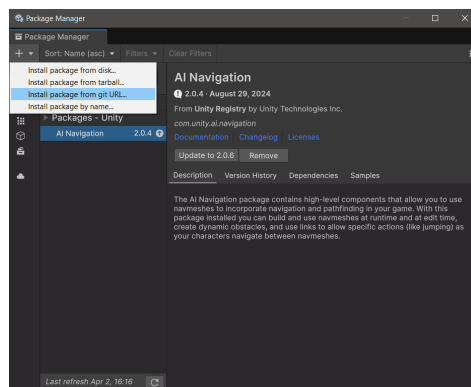 Package Manager
Package Manager
Sort: Name (asc) Filters Clear Filters
Install package from disk...
Install package from tarball...
Install package from git URL...
Install package by name...
Packages - Unity
AI Navigation 2.0.4
AI Navigation
2.0.4 · August 29, 2024
From Unity Registry by Unity Technologies Inc.
com.unity.ai.navigation
Documentation Changelog Licenses
Update to 2.0.6 Remove
Description Version History Dependencies Samples
The AI Navigation package contains high-level components that allow you to use
navmeshes to incorporate navigation and pathfinding in your game. With this
package installed you can build and use navmeshes at runtime and at edit time,
create dynamic obstacles, and use links to allow specific actions (like jumping) as
your characters navigate between navmeshes.
Last refresh Apr 2, 16:16